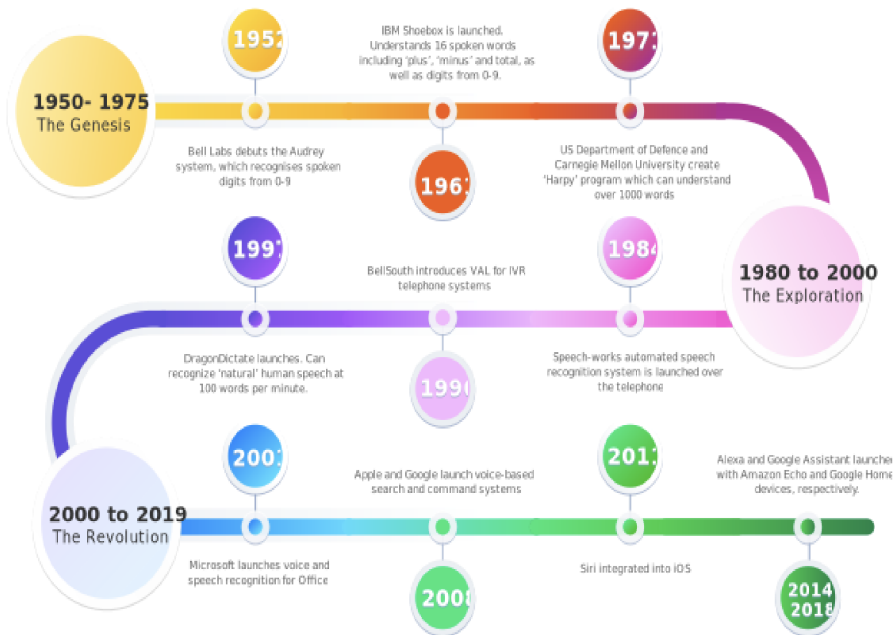 1952
IBM Shoebox is launched.
Understands 16 spoken words
including ‘plus’, ‘minus’ and total, as
well as digits from 0-9.
1950- 1975
The Genesis
Bell Labs debuts the Audrey
system, which recognises spoken
digits from 0-9
US Department of Defence and
Carnegie Mellon University create
‘Harpy’ program which can understand
over 1000 words
1984
1980 to 2000
The Exploration
BellSouth introduces VAL for IVR
telephone systems
DragonDictate launches. Can
recognize ‘natural’ human speech at
100 words per minute.
Speech-works automated speech
recognition system is launched over
the telephone
2000 to 2019
The Revolution
Apple and Google launch voice-based
search and command systems
Alexa and Google Assistant launche
with Amazon Echo and Google Home
devices, respectively.
Microsoft launches voice and
speech recognition for Office
2008
Siri integrated into iOS
2014
2018